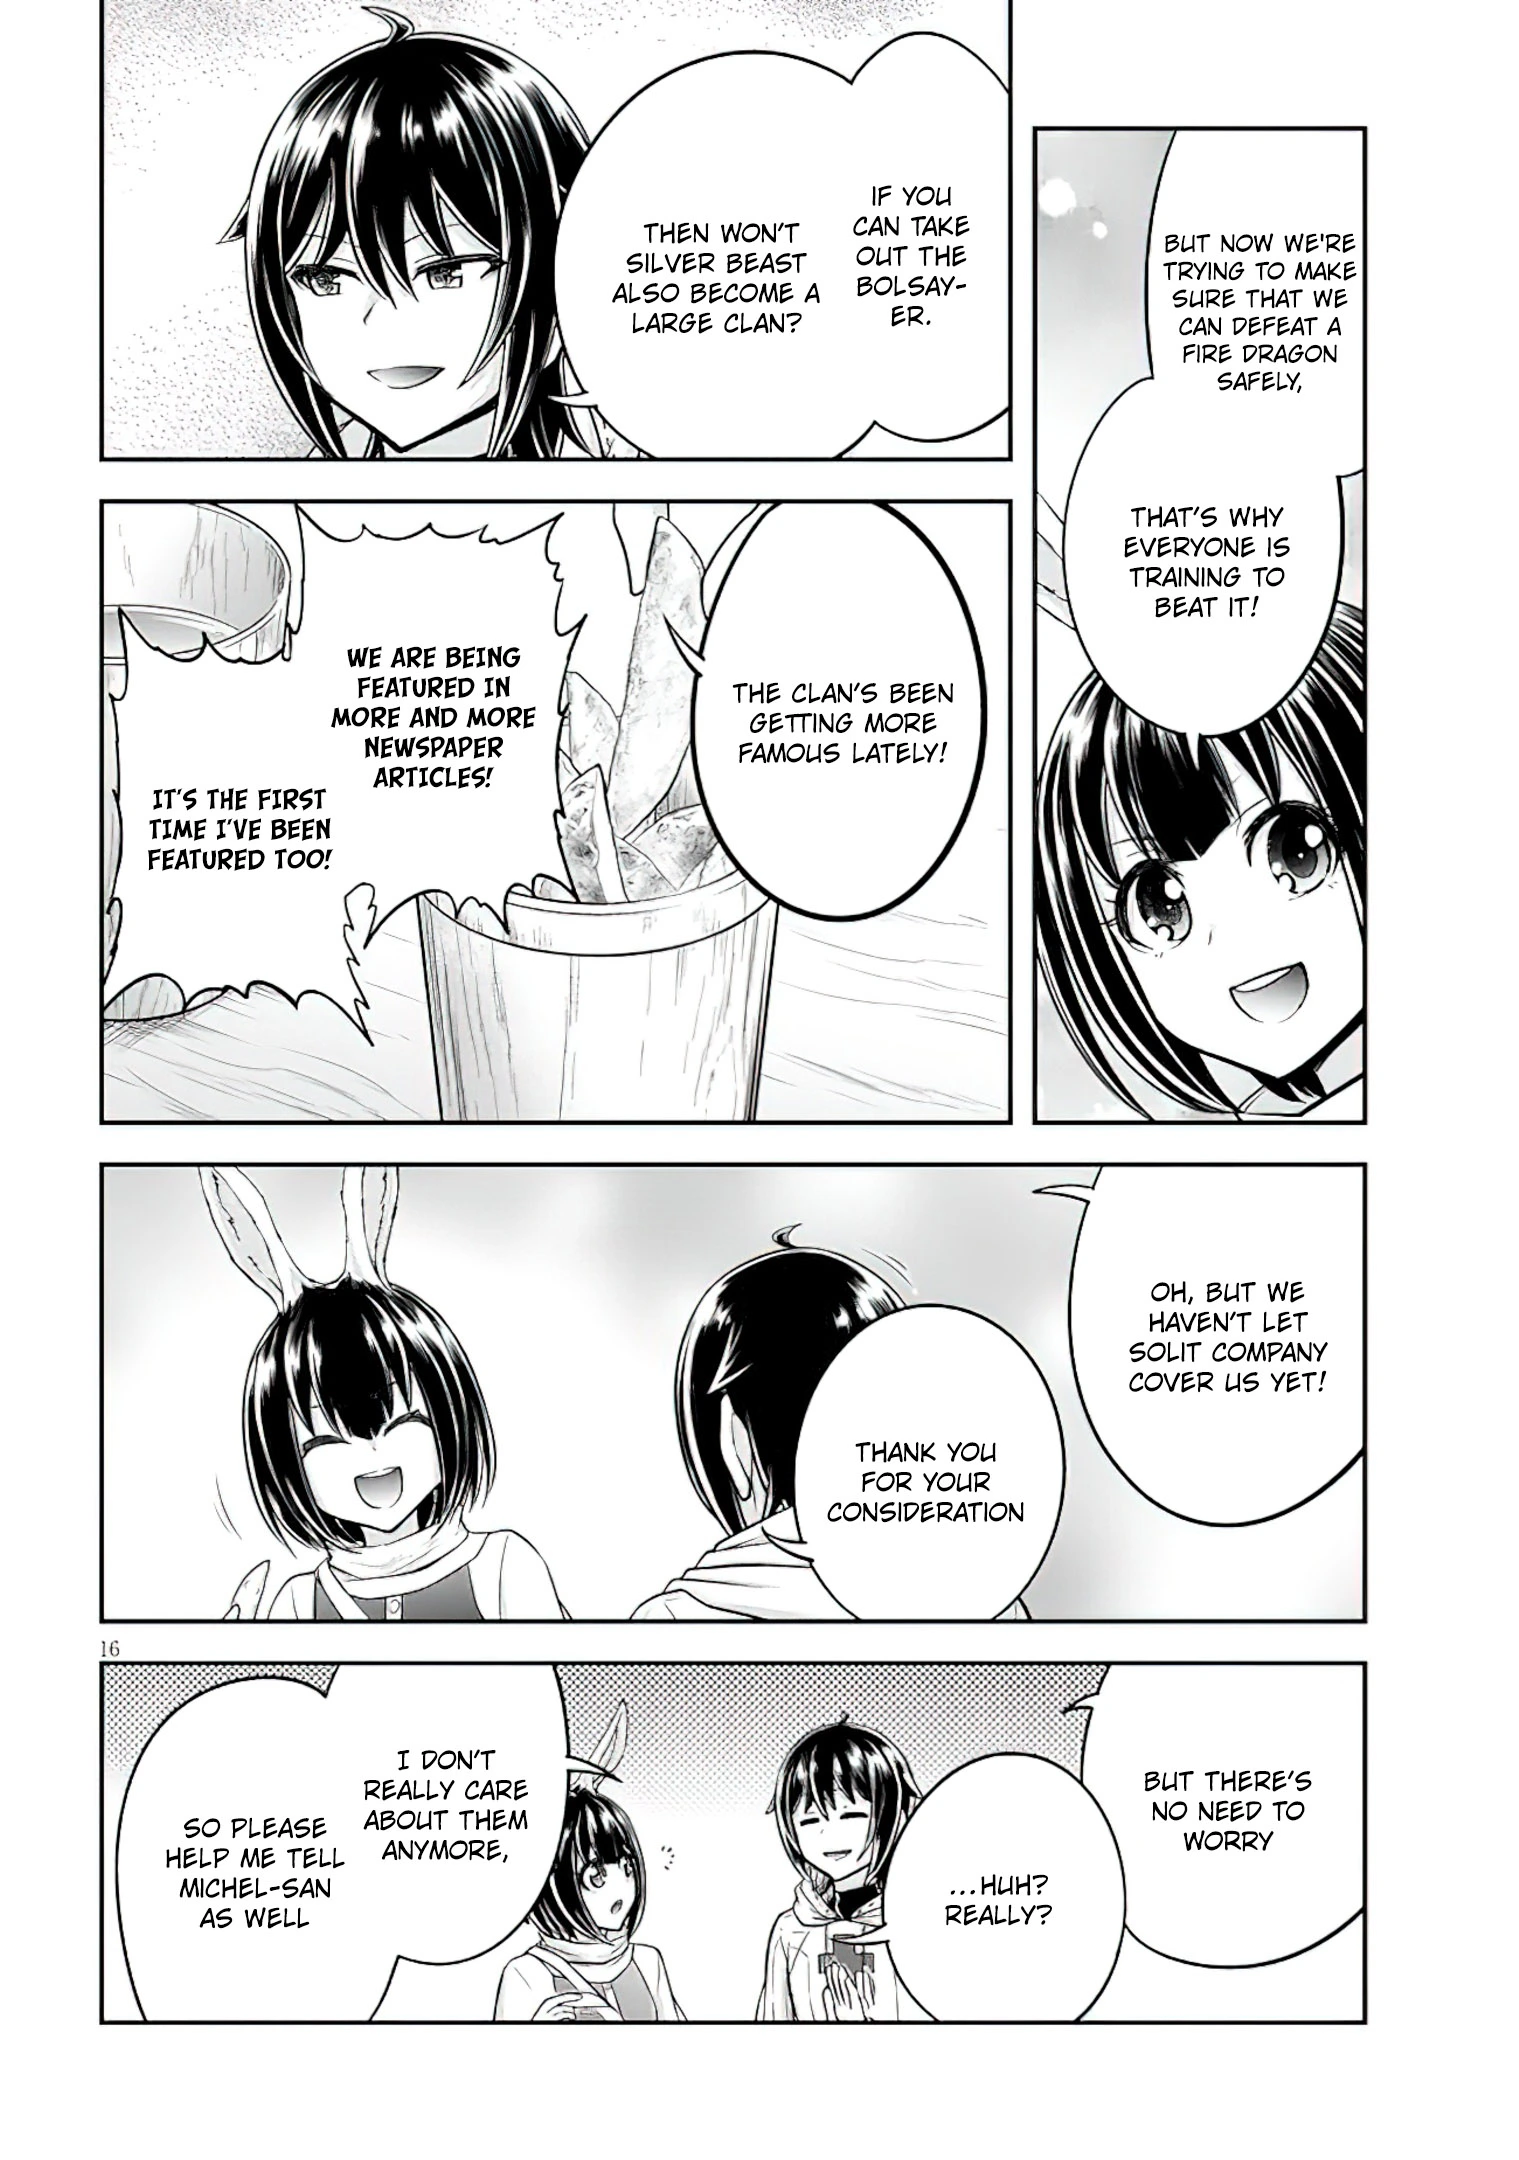 BUT NOW WE'RE
TRYING TO MAKE
SURE THAT WE
CAN DEFEAT A
FIRE DRAGON
SAFELY,
THAT'S WHY
EVERYONE IS
TRAINING TO
BEAT IT!
IF YOU
CAN TAKE
OUT THE
BOLSAY-
ER.
THEN WON'T
SILVER BEAST
ALSO BECOME A
LARGE CLAN?
THE CLAN'S BEEN
GETTING MORE
FAMOUS LATELY!
WE ARE BEING
FEATURED IN
MORE AND MORE
NEWSPAPER
ARTICLES!
IT'S THE FIRST
TIME I'VE BEEN
FEATURED TOO!
OH, BUT WE
HAVEN'T LET
SOLIT COMPANY
COVER US YET!
THANK YOU
FOR YOUR
CONSIDERATION
16
BUT THERE'S
NO NEED TO
WORRY
...HUH?
REALLY?
I DON'T
REALLY CARE
ABOUT THEM
ANYMORE,
SO PLEASE
HELP ME TELL
MICHEL-SAN
AS WELL